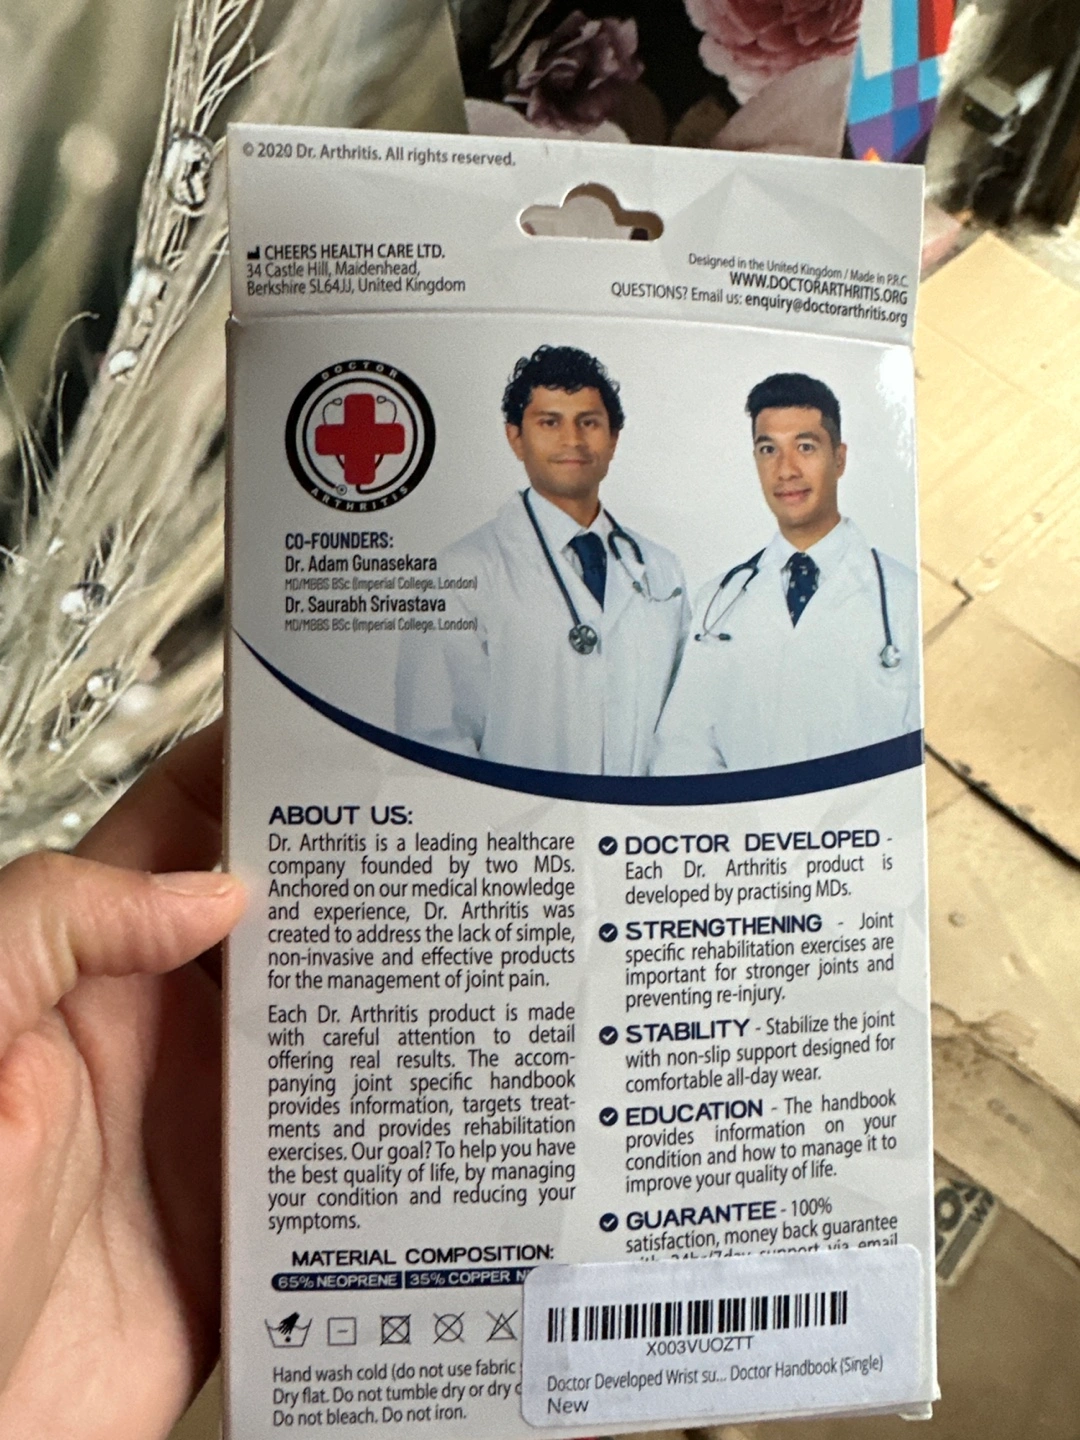 © 2020 Dr. Arthritis. All rights reserved.
CHEERS HEALTH CARE LTD.
34 Castle Hill, Maidenhead,
Berkshire SL64JJ, United Kingdom
Designed in the United Kingdom / Made in P.R.C
WWW.DOCTORARTHRITIS.ORG
QUESTIONS? Email us: enquiry@doctorarthritis.org
DOCTOR
ARTHRITIS
CO-FOUNDERS:
Dr. Adam Gunasekara
MD/MBBS BSc (Imperial College, London)
Dr. Saurabh Srivastava
MD/MBBS BSc (Imperial College, London)
ABOUT US:
Dr. Arthritis is a leading healthcare
company founded by two MDs.
Anchored on our medical knowledge
and experience, Dr. Arthritis was
created to address the lack of simple,
non-invasive and effective products
for the management of joint pain.
Each Dr. Arthritis product is made
with careful attention to detail
offering real results. The accom-
panying joint specific handbook
provides information, targets treat-
ments and provides rehabilitation
exercises. Our goal? To help you have
the best quality of life, by managing
your condition and reducing your
symptoms.
MATERIAL COMPOSITION:
65% NEOPRENE 35% COPPER N
Hand wash cold (do not use fabric
Dry flat. Do not tumble dry or dry
Do not bleach. Do not iron.
DOCTOR DEVELOPED -
Each Dr. Arthritis product is
developed by practising MDs.
STRENGTHENING - Joint
specific rehabilitation exercises are
important for stronger joints and
preventing re-injury.
STABILITY - Stabilize the joint
with non-slip support designed for
comfortable all-day wear.
EDUCATION - The handbook
provides information on your
condition and how to manage it to
improve your quality of life.
GUARANTEE - 100%
satisfaction, money back guarantee
with 24hr/7day support via email
X003VUOZTT
Doctor Developed Wrist su... Doctor Handbook (Single)
New